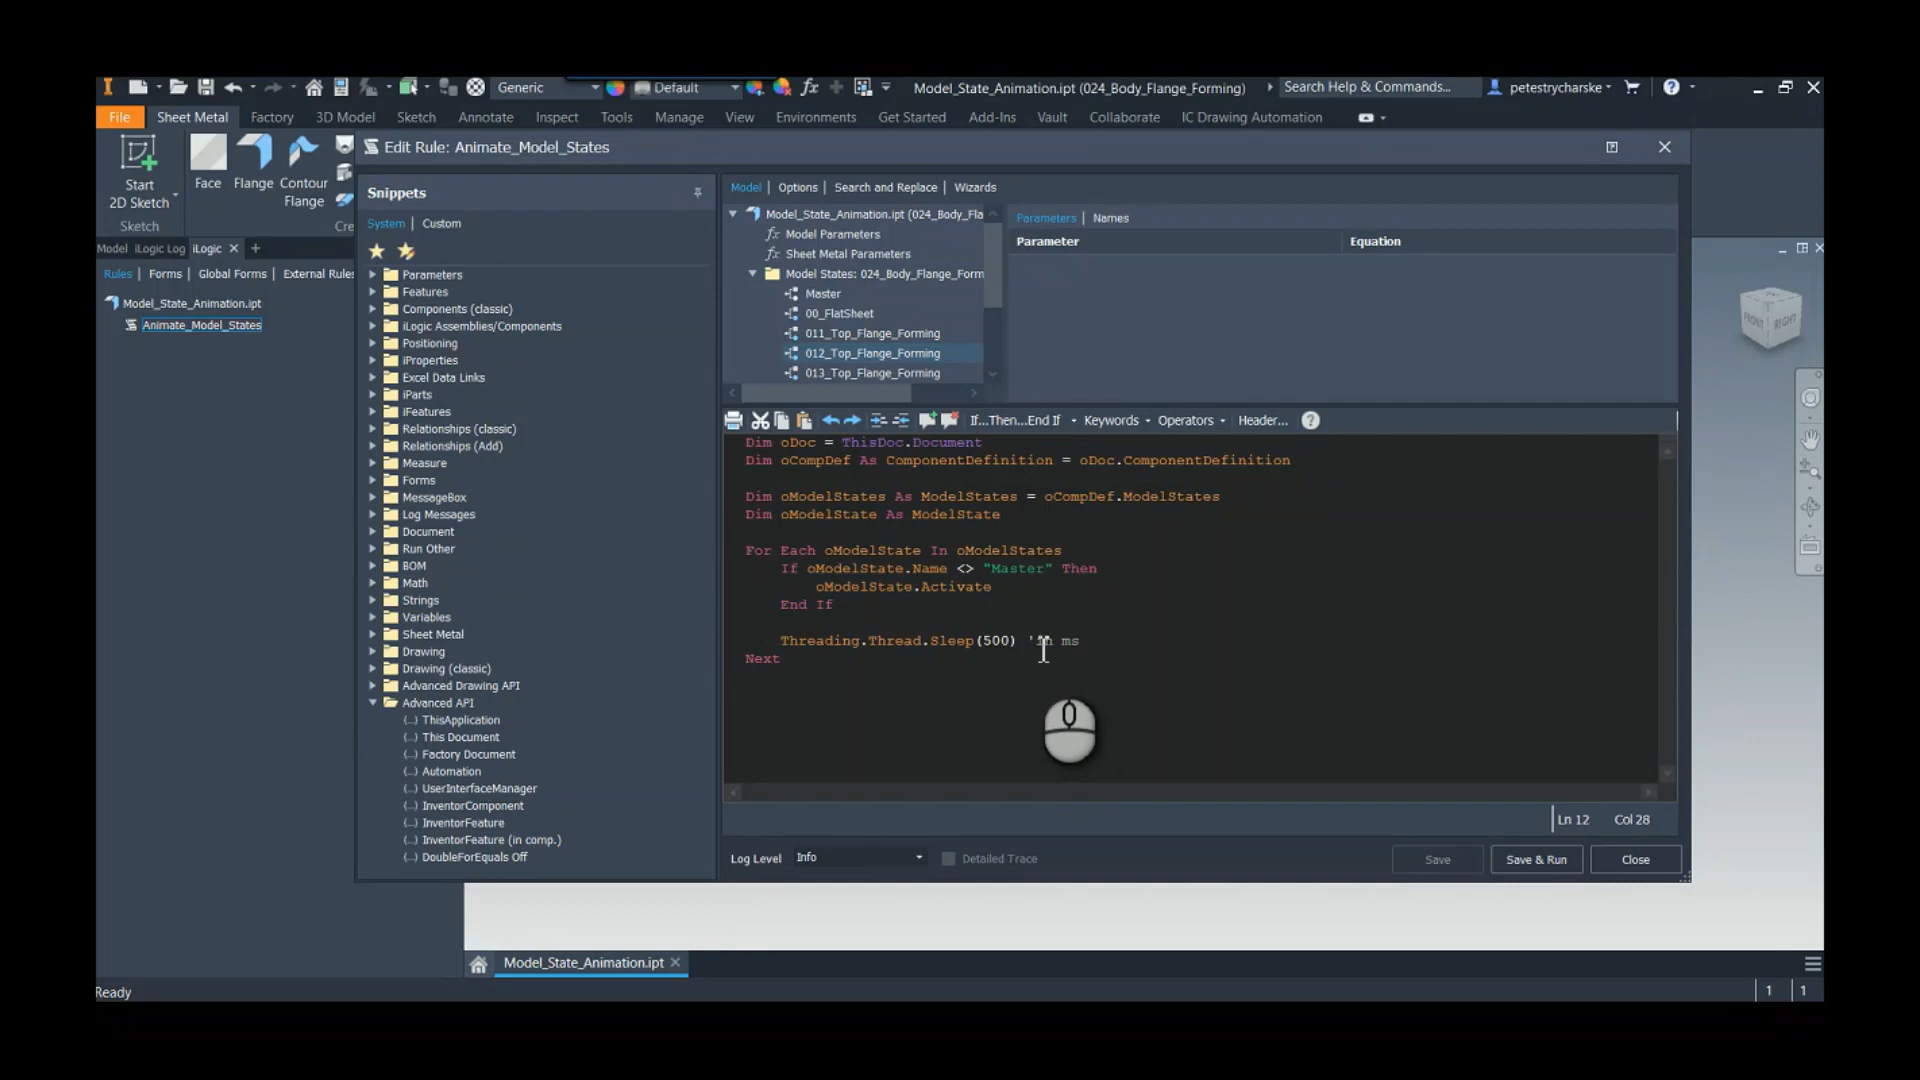 Generic
Default
Model_State_Animation.ipt (024_Body_Flange_Forming)
Search Help & Commands...
petestrycharske
File
Sheet Metal
Factory
3D Model
Sketch
Annotate
Inspect
Tools
Manage
View
Environments
Get Started
Add-Ins
Vault
Collaborate
IC Drawing Automation
Start
2D Sketch
Face
Flange
Contour
Flange
Sketch
Cre
Edit Rule: Animate_Model_States
Model
iLogic Log
iLogic
Rules
Forms
Global Forms
External Rules
Model_State_Animation.ipt
Animate_Model_States
Snippets
System
Custom
Parameters
Features
Components (classic)
iLogic Assemblies/Components
Positioning
iProperties
Excel Data Links
iParts
iFeatures
Relationships (classic)
Relationships (Add)
Measure
Forms
MessageBox
Log Messages
Document
Run Other
BOM
Math
Strings
Variables
Sheet Metal
Drawing
Drawing (classic)
Advanced Drawing API
Advanced API
ThisApplication
This Document
Factory Document
Automation
UserInterfaceManager
InventorComponent
InventorFeature
InventorFeature (in comp.)
DoubleForEquals Off
Model
Options
Search and Replace
Wizards
Model_State_Animation.ipt (024_Body_Fla
fx Model Parameters
fx Sheet Metal Parameters
Model States: 024_Body_Flange_Form
Master
00_FlatSheet
011_Top_Flange_Forming
012_Top_Flange_Forming
013_Top_Flange_Forming
Parameters
Names
Parameter
Equation
If...Then...End If
Keywords
Operators
Header...
Dim oDoc = ThisDoc.Document
Dim oCompDef As ComponentDefinition = oDoc.ComponentDefinition
Dim oModelStates As ModelStates = oCompDef.ModelStates
Dim oModelState As ModelState
For Each oModelState In oModelStates
If oModelState.Name <> "Master" Then
oModelState.Activate
End If
Threading.Thread.Sleep(500) 'in ms
Next
Ln 12
Col 28
Log Level
Info
Detailed Trace
Save
Save & Run
Close
FRONT
RIGHT
Model_State_Animation.ipt
Ready
1
1